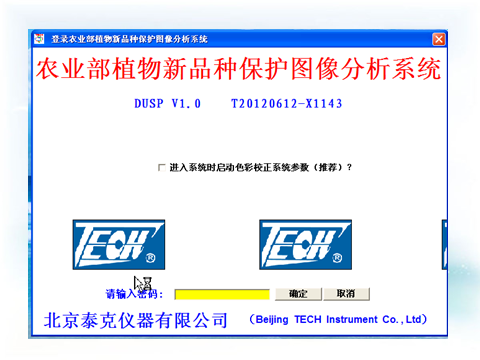 登录农业部植物新品种保护图像分析系统
农业部植物新品种保护图像分析系统
DUSP V1.0 T20120612-X1143
进入系统时启动色彩校正系统参数（推荐）？
TECH® TECH®
请输入密码： 确定 取消
北京泰克仪器有限公司 （Beijing TECH Instrument Co.,Ltd）